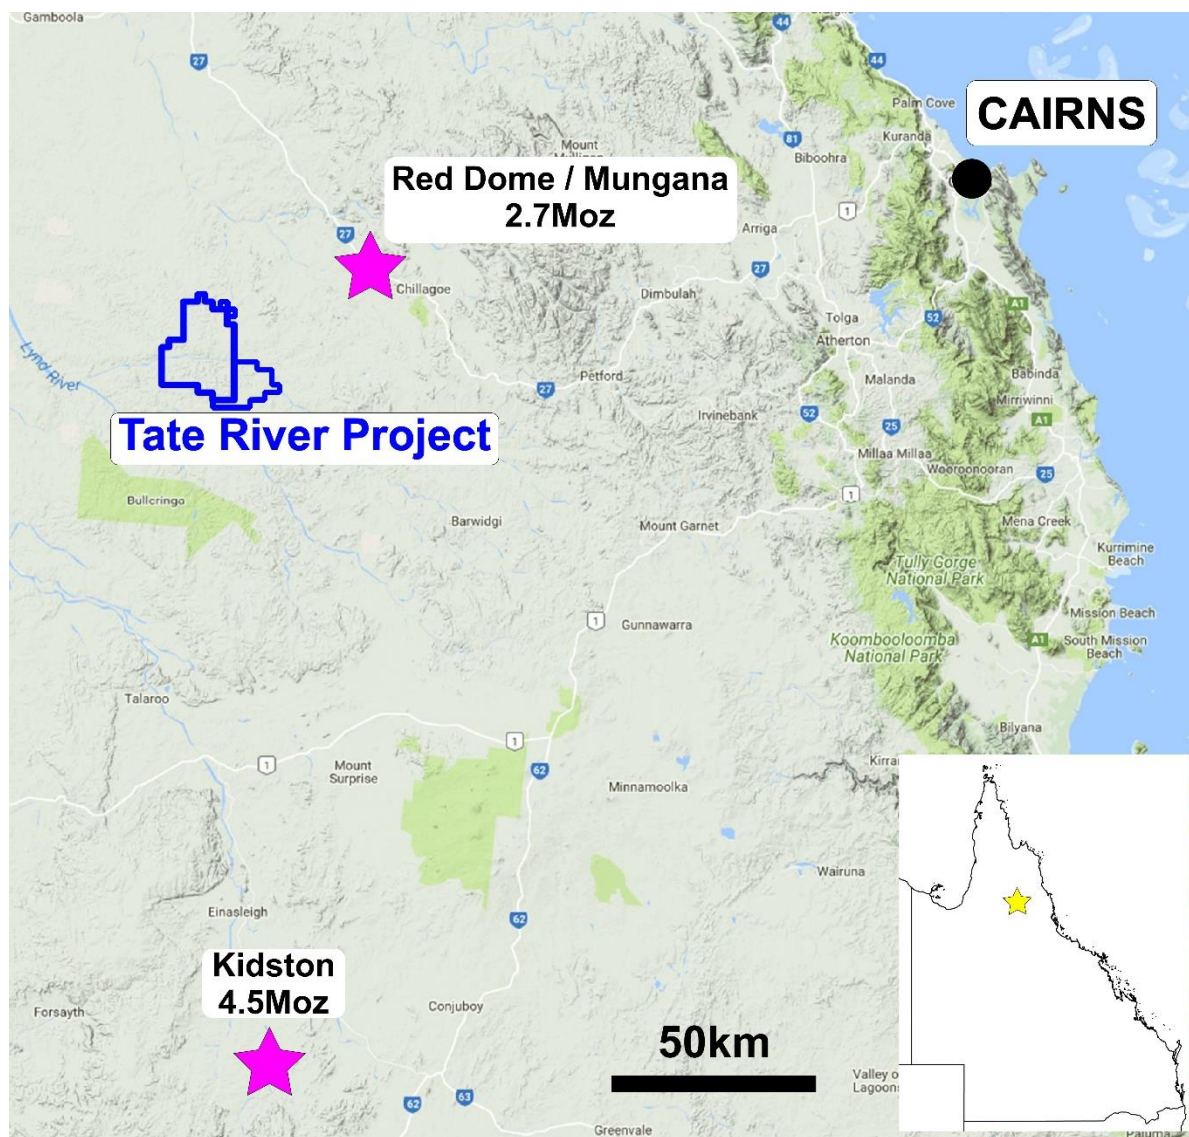 Gamboola
44
27
44
Palm Cove
CAIRNS
Mount
Kuranda
81
Biboohra
Red Dome / Mungana
2.7Moz
1
27
Arriga
27
Chillagoe
Dimbulah
A1
Tolga
52
Atherton
Lynd River
Petford
Malanda
Babinda
27
Mirriwinni
Irvinebank
52
A1
25
Tate River Project
Millaa Millaa
Wooroonooran
25
Bulleringa
1
Barwidgi
Mount Garnet
Mena Creek
Kurrimine
Beach
Tully Gorge
National Park
Mission Beach
1
Gunnawarra
Koombooloomba
National Park
A1
South Mission
Beach
Talaroo
Bilyana
1
1
Mount
Surprise
62
Minnamoolka
Wairuna
Einasleigh
62
Kidston
4.5Moz
Forsayth
Conjuboy
50km
Valley o
Lagoons
62
63
Greenvale